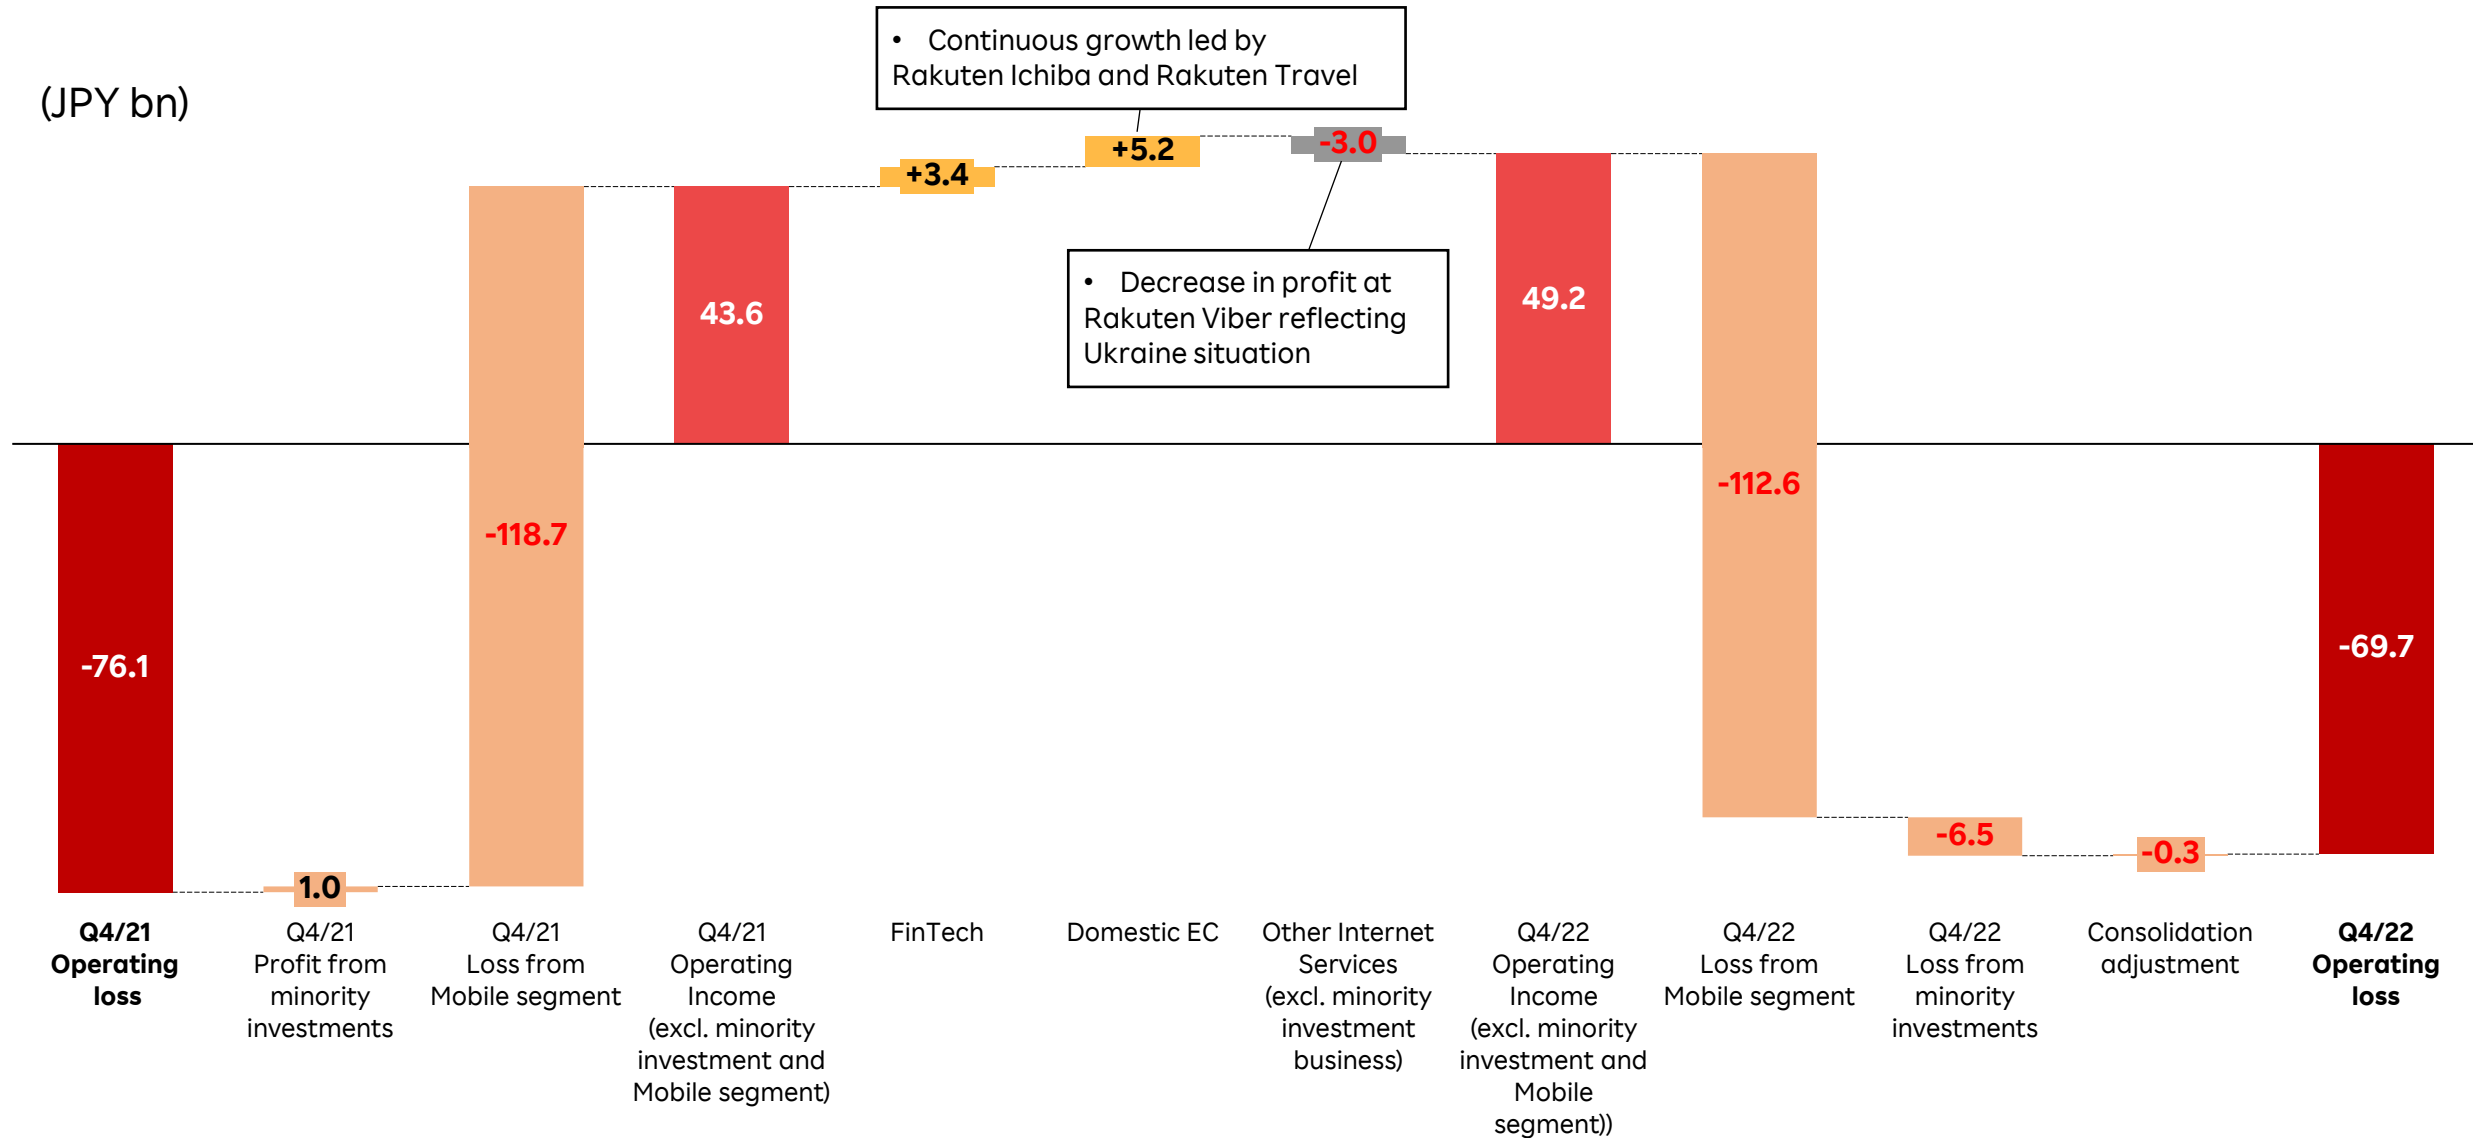 • Continuous growth led by
Rakuten Ichiba and Rakuten Travel
(JPY bn)
+3.4
+5.2
-3.0
• Decrease in profit at
Rakuten Viber reflecting
Ukraine situation
43.6
49.2
-112.6
-118.7
-76.1
-69.7
1.0
-6.5
-0.3
Q4/21
Operating
loss
Q4/21
Profit from
minority
investments
Q4/21
Loss from
Mobile segment
Q4/21
Operating
Income
(excl. minority
investment and
Mobile segment)
FinTech
Domestic EC
Other Internet
Services
(excl. minority
investment
business)
Q4/22
Operating
Income
(excl. minority
investment and
Mobile
segment))
Q4/22
Loss from
Mobile segment
Q4/22
Loss from
minority
investments
Consolidation
adjustment
Q4/22
Operating
loss